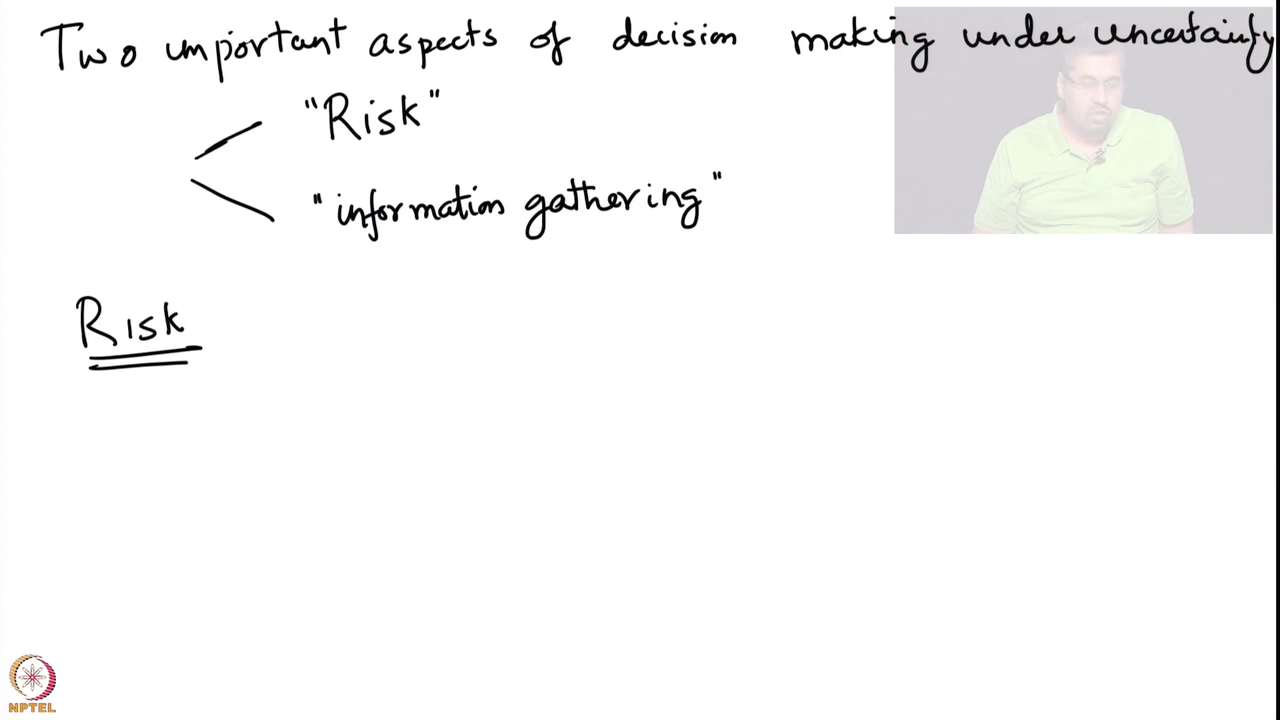 Two important aspects of decision making under uncertainty
"Risk"
"information gathering"
Risk
NPTEL